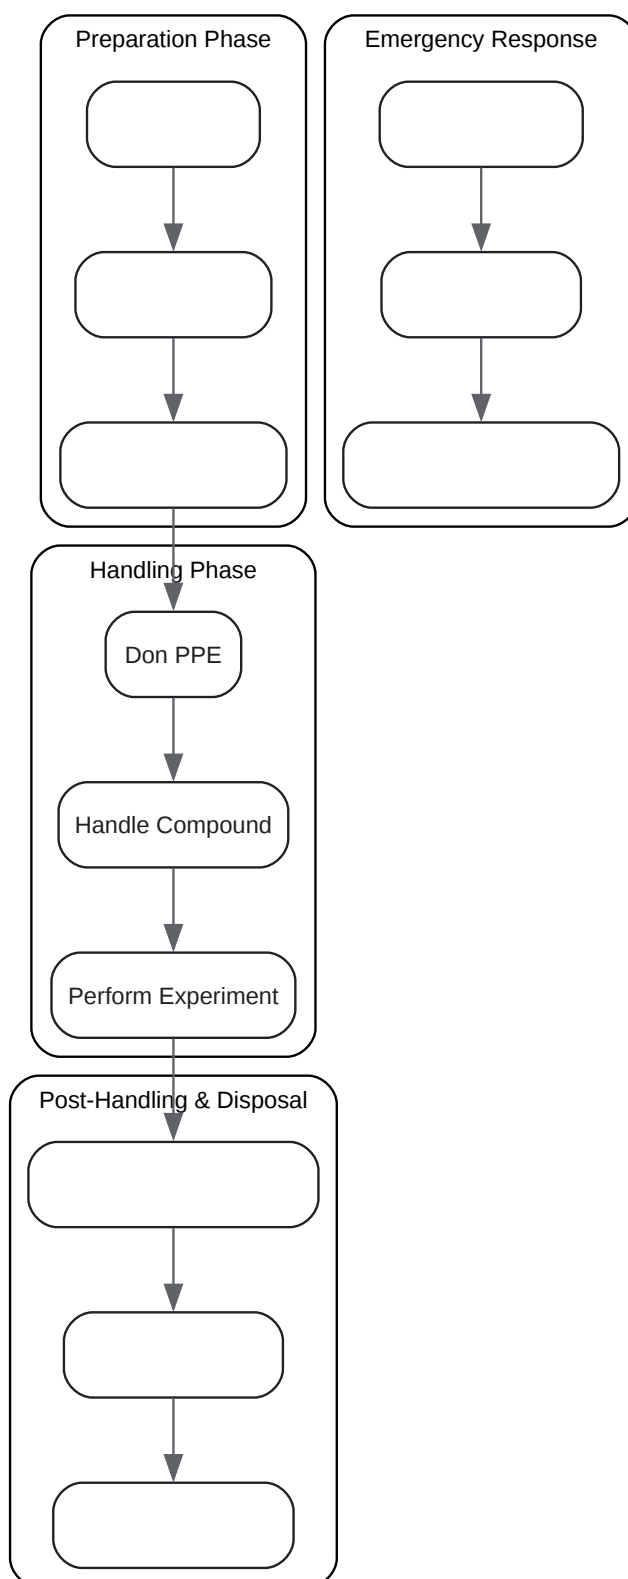 Preparation Phase
Emergency Response
Handling Phase
Don PPE
Handle Compound
Perform Experiment
Post-Handling & Disposal